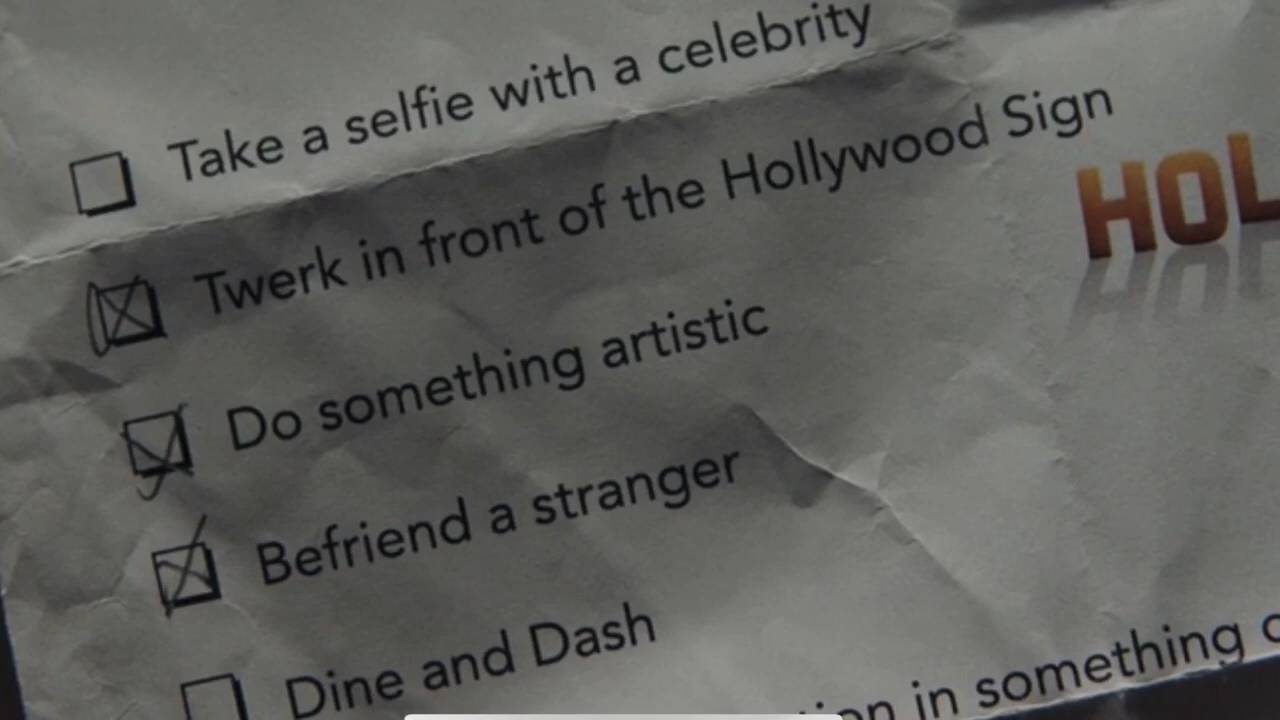 Take a selfie with a celebrity
Twerk in front of the Hollywood Sign
HOL
Do something artistic
Befriend a stranger
Dine and Dash
in something